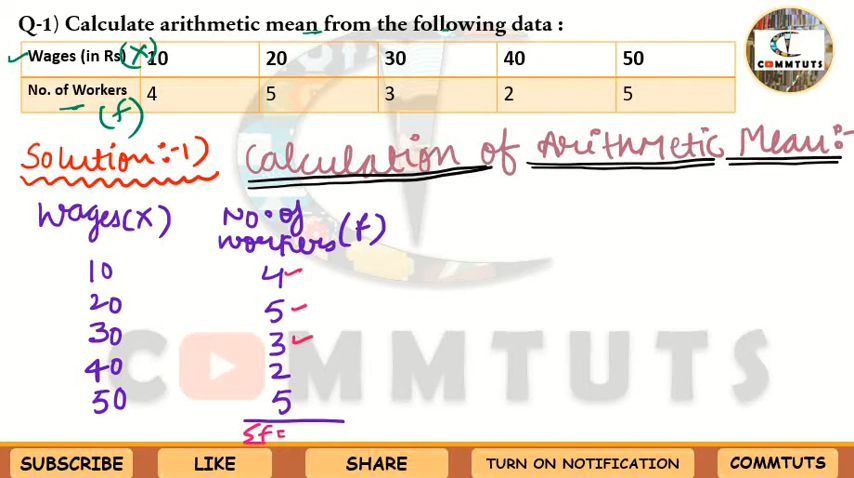 Q-1) Calculate arithmetic mean from the following data :
Wages (in Rs) (X) 10 20 30 40 50
No. of Workers (f) 4 5 3 2 5
COMMTUTS
Solution :-1) Calculation of Arithmetic Mean:-
Wages(X) No. of workers (f)
10 4
20 5
30 3
40 2
50 5
Σf=
COMMTUTS
SUBSCRIBE LIKE SHARE TURN ON NOTIFICATION COMMTUTS